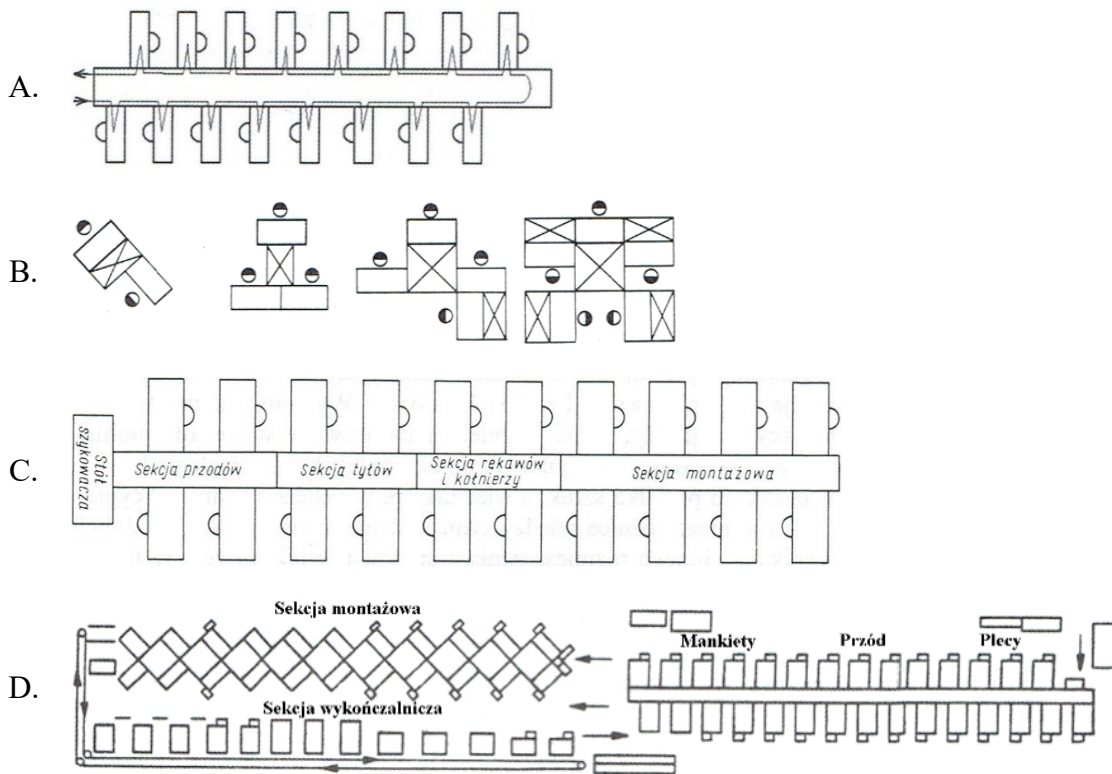 A.
B.
C.
Stół
szykowacza
Sekcja przodów
Sekcja tyłów
Sekcja rękawów
i kołnierzy
Sekcja montażowa
D.
Sekcja montażowa
Mankiety
Przód
Plecy
Sekcja wykończalnicza